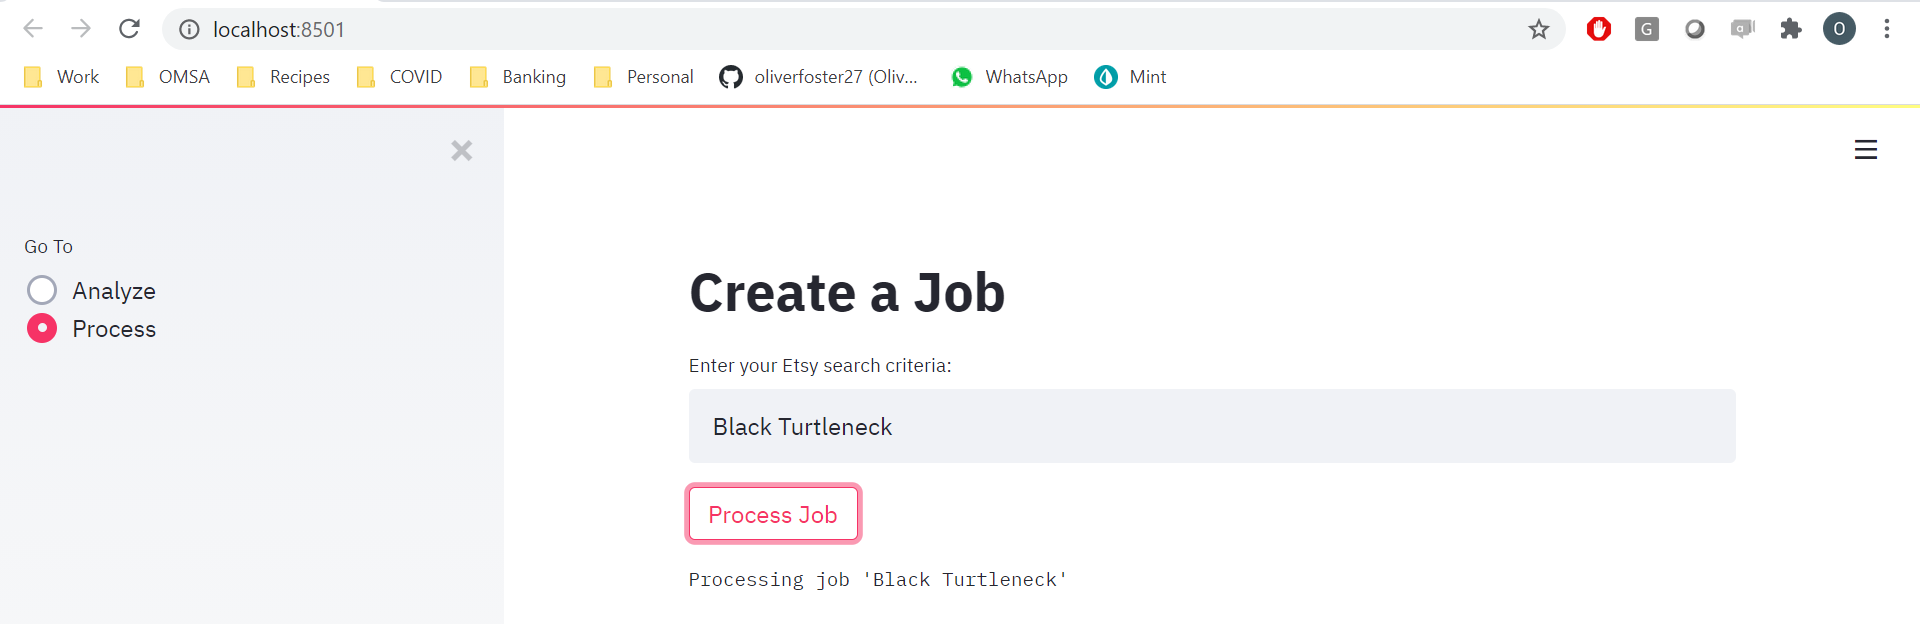 localhost:8501
G
a
O
Work OMSA Recipes COVID Banking Personal oliverfoster27 (Oliv... WhatsApp Mint
Go To
Analyze
Process
Create a Job
Enter your Etsy search criteria:
Black Turtleneck
Process Job
Processing job 'Black Turtleneck'